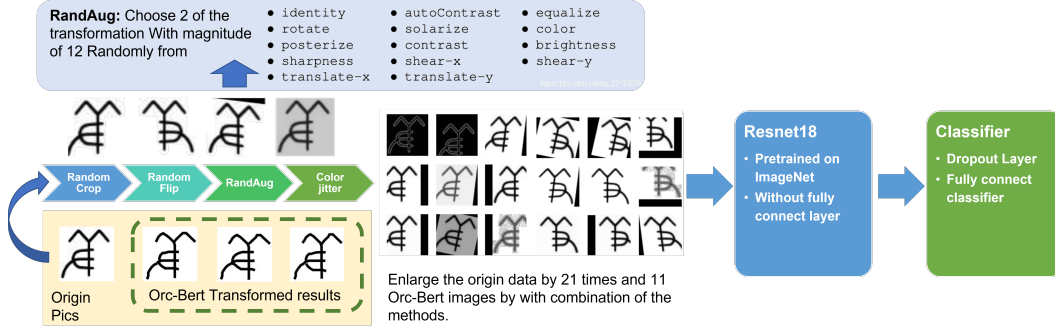 RandAug: Choose 2 of the
transformation With magnitude
of 12 Randomly from
• identity • autoContrast • equalize
• rotate • solarize • color
• posterize • contrast • brightness
• sharpness • shear-x • shear-y
• translate-x • translate-y
Random
Crop
Random
Flip
RandAug
Color
jitter
Origin
Pics
Orc-Bert Transformed results
Enlarge the origin data by 21 times and 11
Orc-Bert images by with combination of the
methods.
Resnet18
• Pretrained on
ImageNet
• Without fully
connect layer
Classifier
• Dropout Layer
• Fully connect
classifier